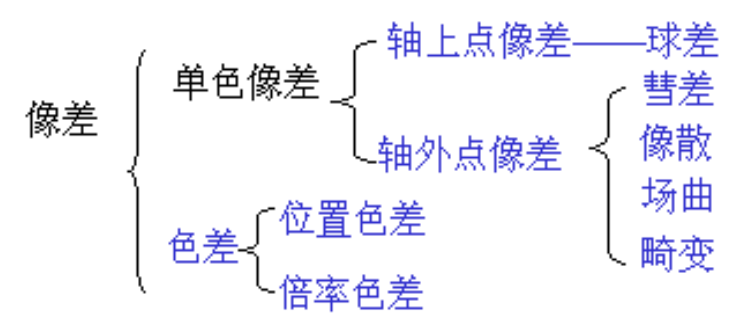 轴上点像差——球差
单色像差
彗差
像差
像散
轴外点像差
场曲
位置色差
色差
畸变
倍率色差